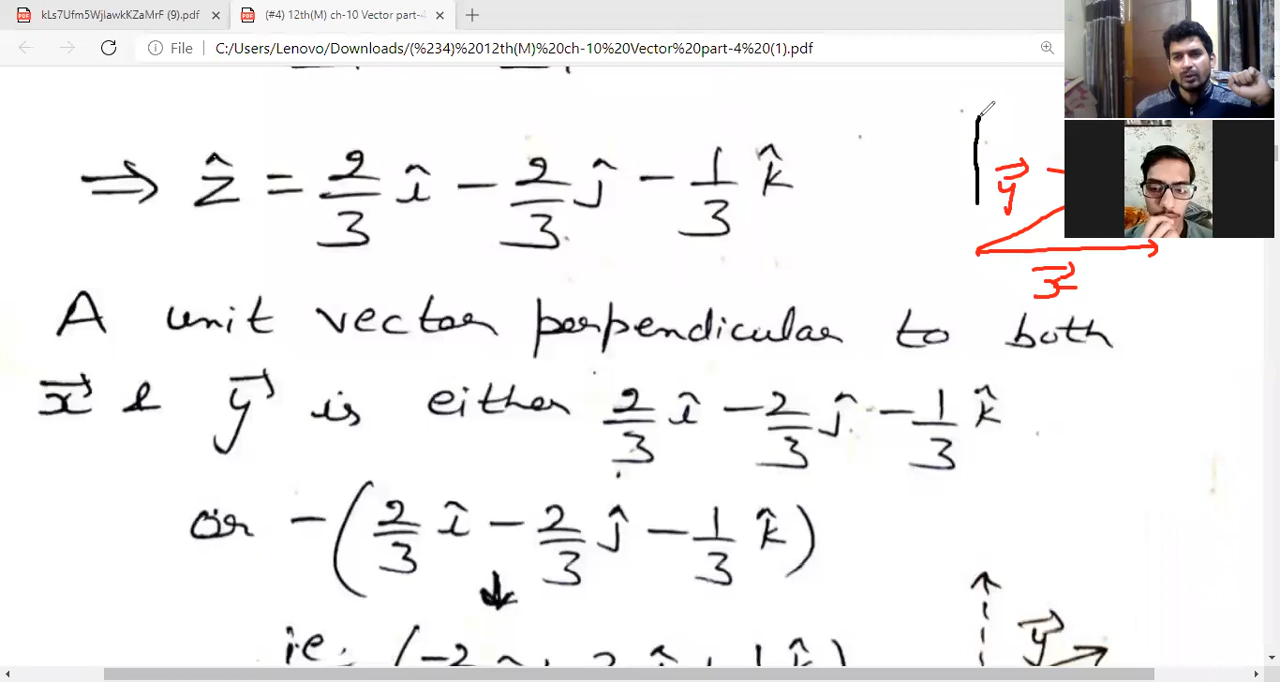 kLs7Ufm5WjlawkKZaMrF (9).pdf
(#4) 12th(M) ch-10 Vector part-4
File C:/Users/Lenovo/Downloads/(%234)%2012th(M)%20ch-10%20Vector%20part-4%20(1).pdf
⇒ ẑ = 2/3 î − 2/3 ĵ − 1/3 k̂
y⃗
x⃗
A unit vector perpendicular to both
x⃗ & y⃗ is either 2/3 î − 2/3 ĵ − 1/3 k̂
or −(2/3 î − 2/3 ĵ − 1/3 k̂)
y⃗
ie.